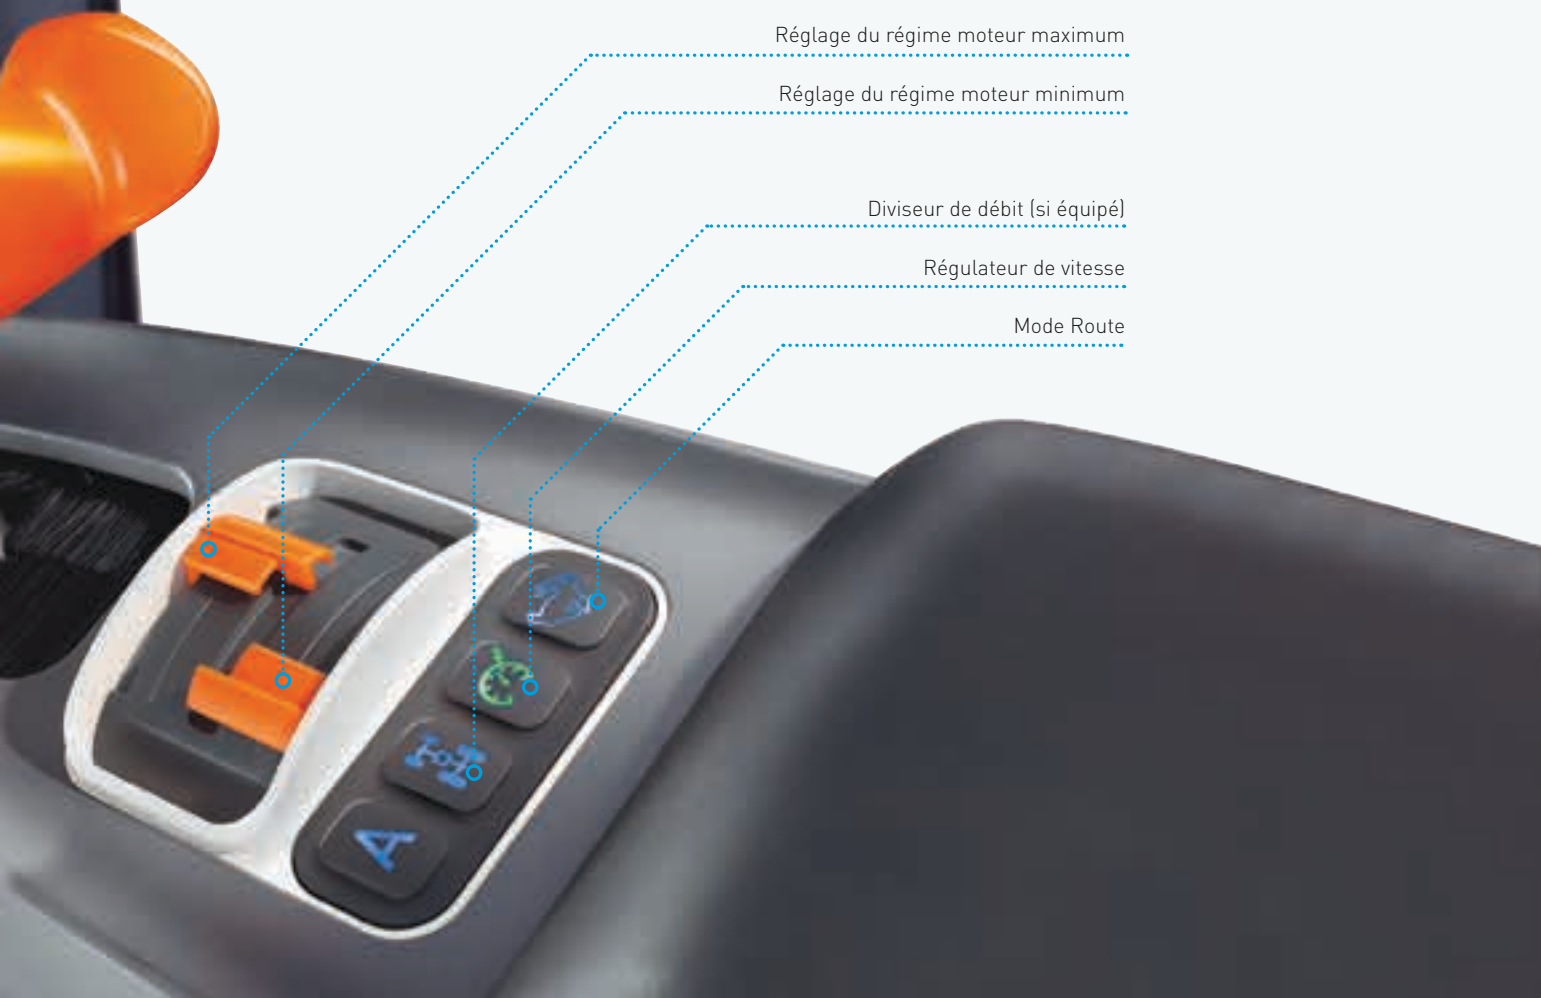 Réglage du régime moteur maximum
Réglage du régime moteur minimum
Diviseur de débit (si équipé)
Régulateur de vitesse
Mode Route
A